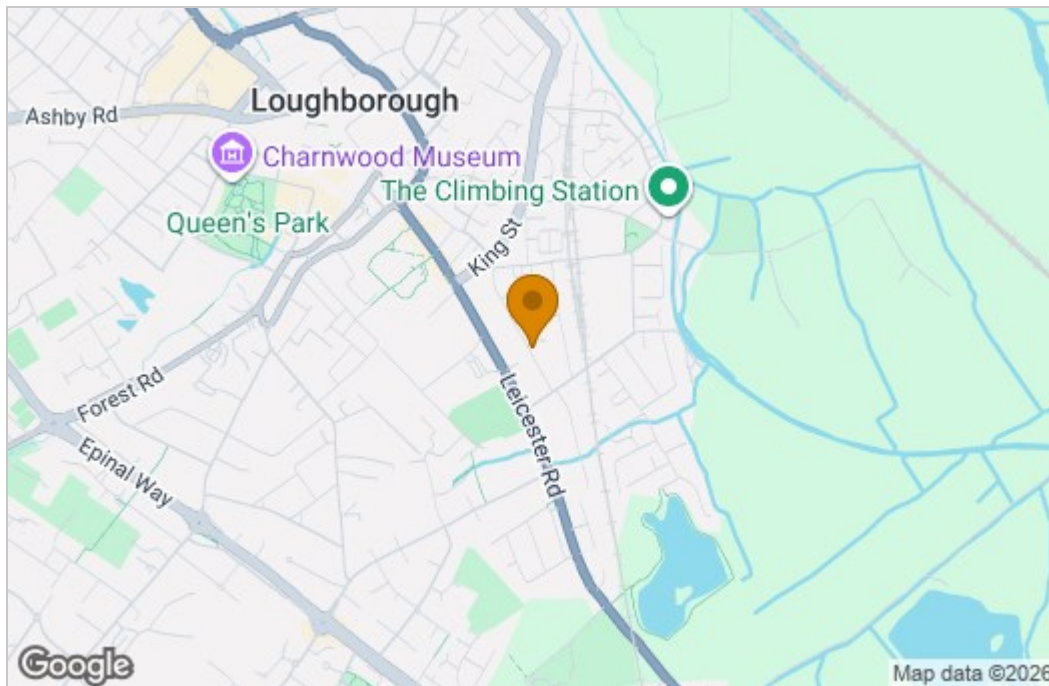 Loughborough
Ashby Rd
Charnwood Museum
The Climbing Station
Queen's Park
King St
Forest Rd
Leicester Rd
Epinal Way
Google
Map data ©2026